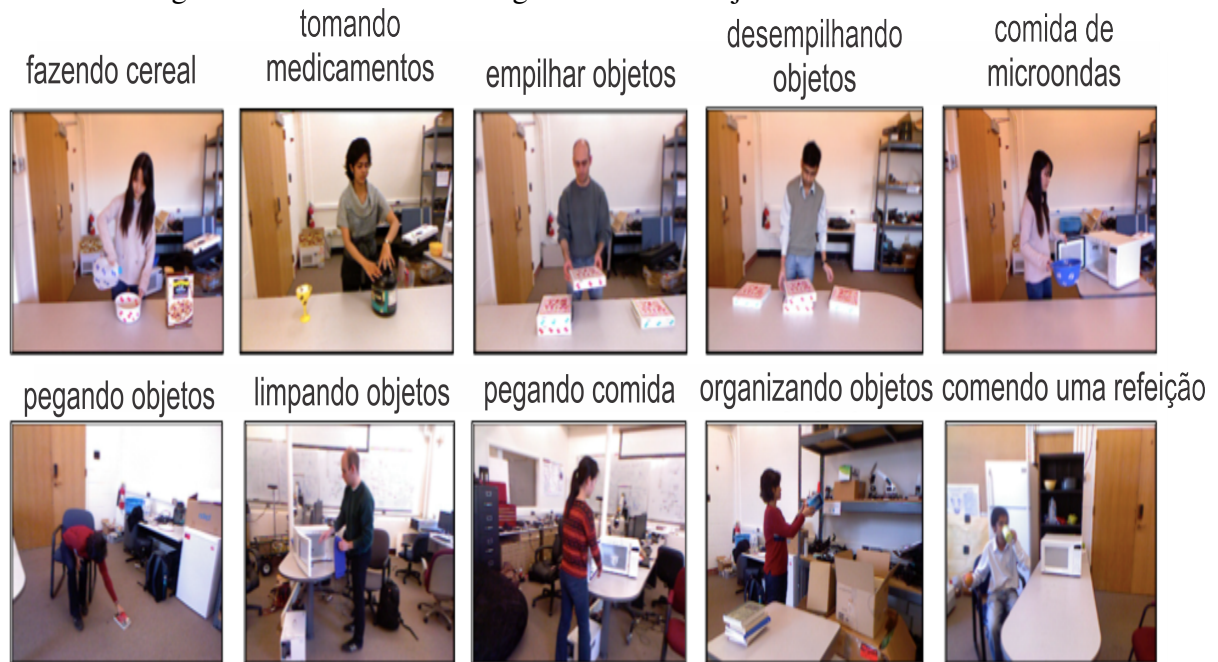 fazendo cereal
tomando
medicamentos
empilhar objetos
desempilhando
objetos
comida de
microondas
pegando objetos
limpando objetos
pegando comida
organizando objetos
comendo uma refeição